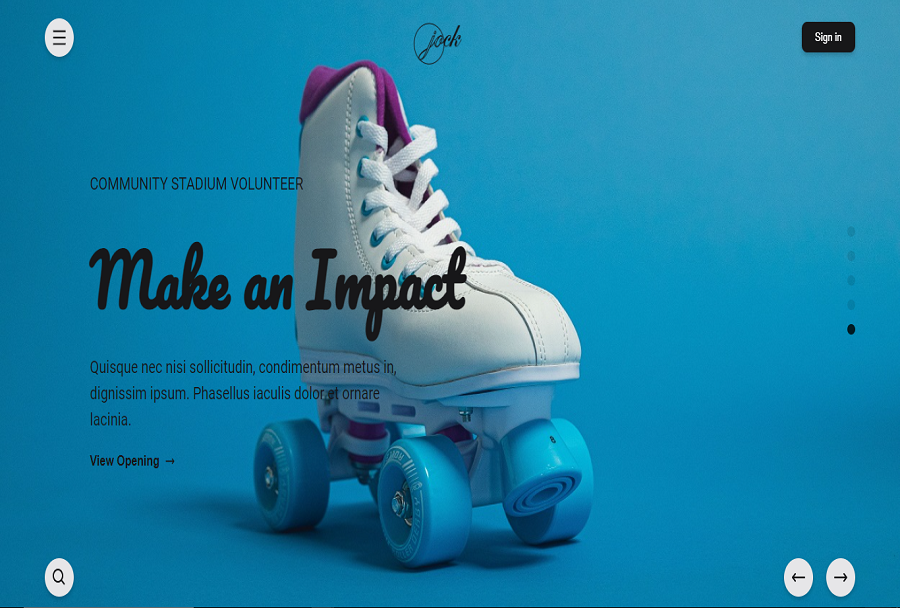 jock
Sign in
COMMUNITY STADIUM VOLUNTEER
Make an Impact
Quisque nec nisi sollicitudin, condimentum metus in,
dignissim ipsum. Phasellus iaculis dolor et ornare
lacinia.
View Opening →
8